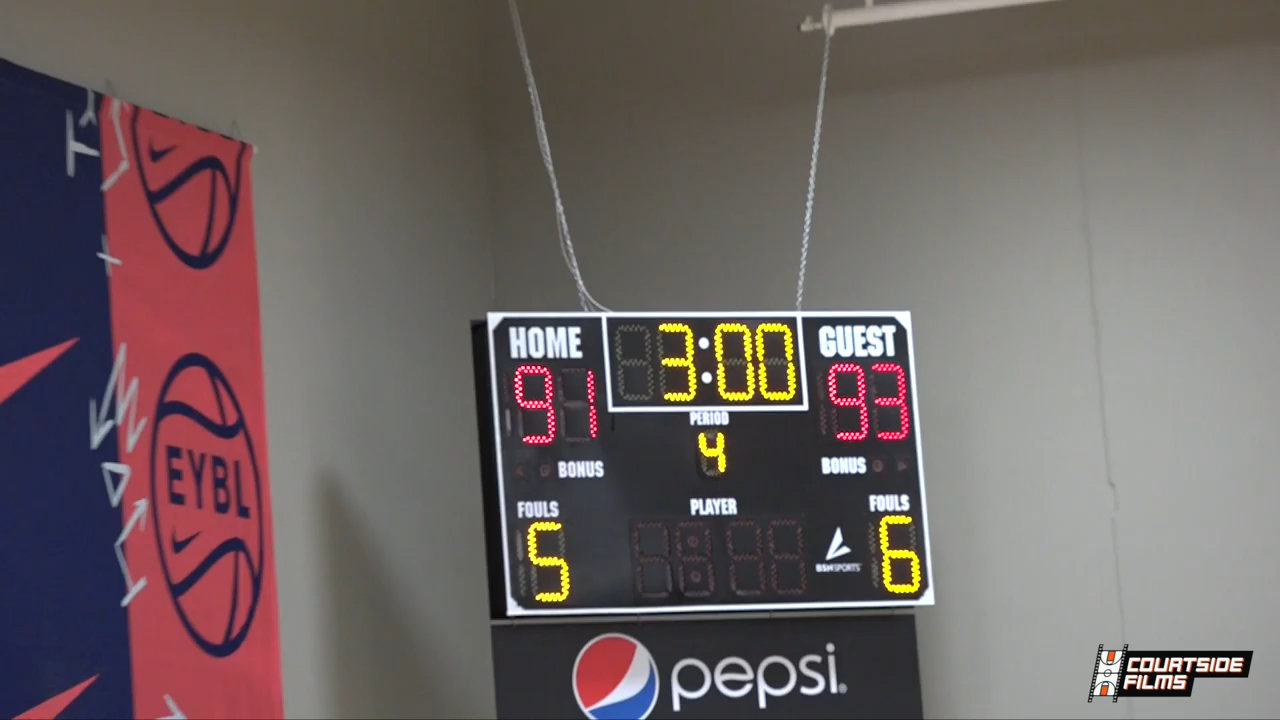 EYBL
HOME
3:00
GUEST
91
93
PERIOD
4
BONUS
BONUS
FOULS
PLAYER
FOULS
5
6
BSN SPORTS
pepsi.
COURTSIDE
FILMS